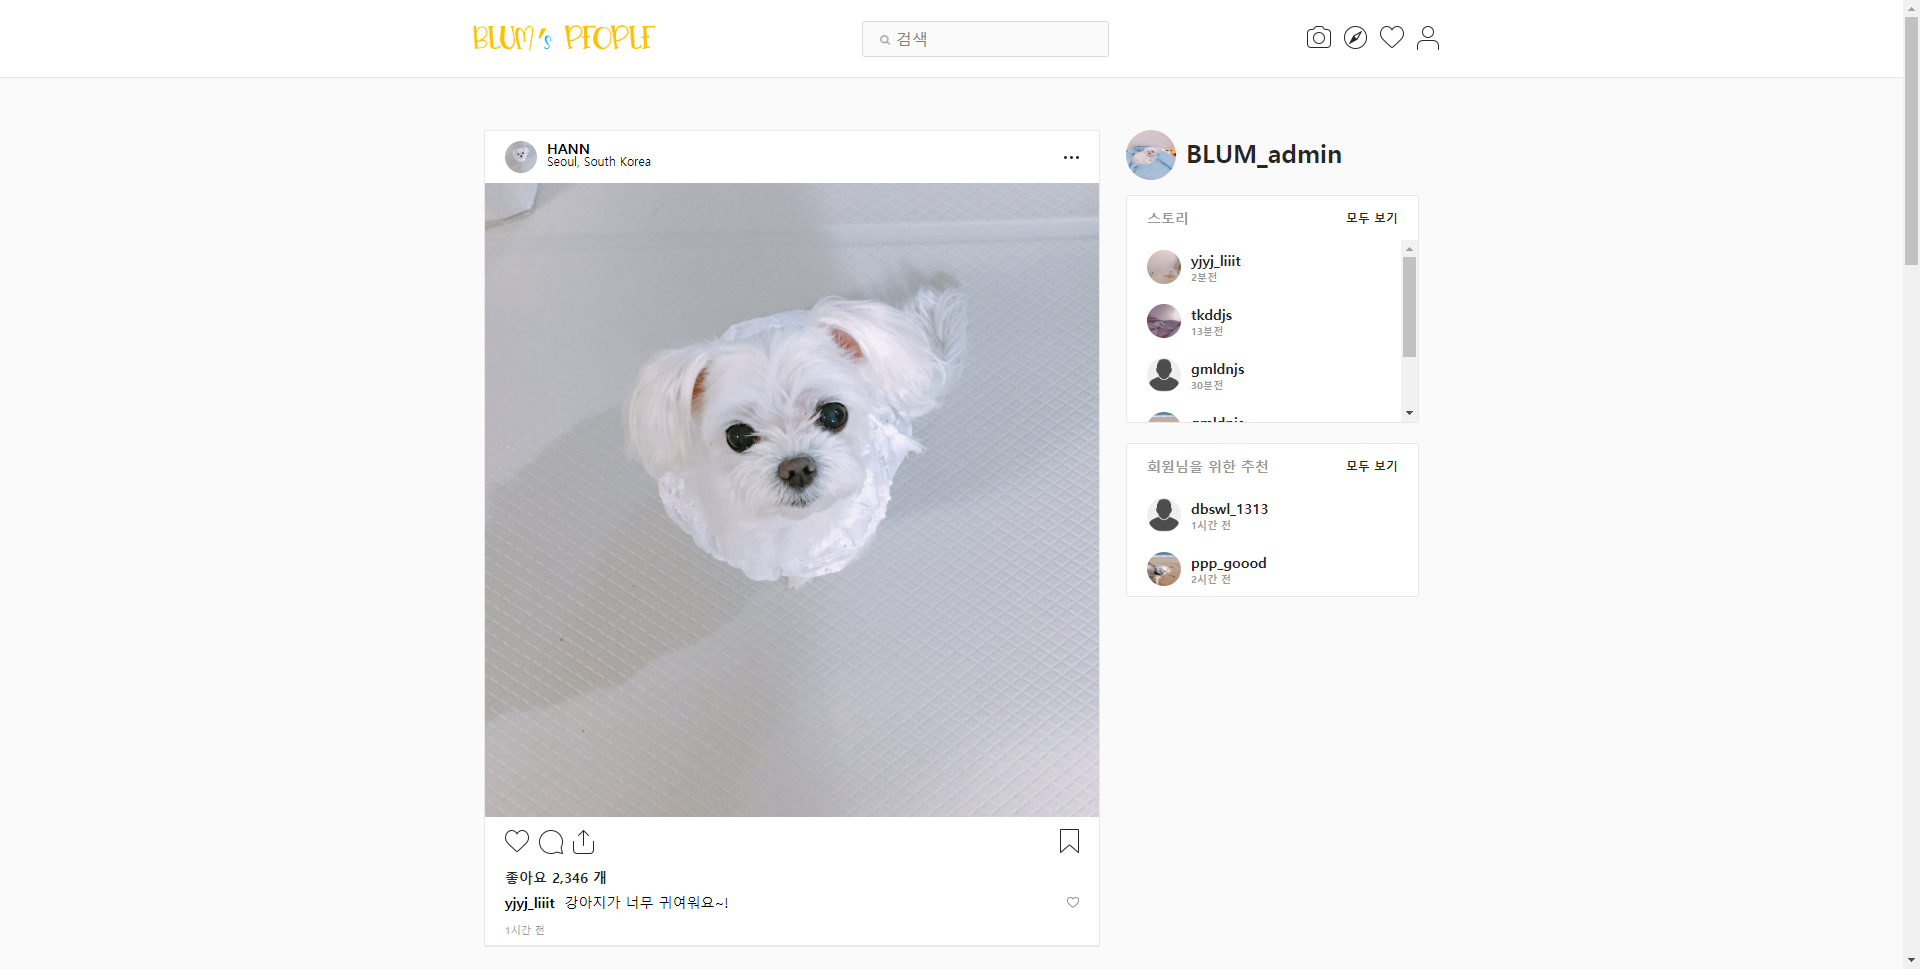 BLUM's PEOPLE
검색
HANN
Seoul, South Korea
좋아요 2,346 개
yjyj_liiit 강아지가 너무 귀여워요~!
1시간 전
BLUM_admin
스토리 모두 보기
yjyj_liiit
2분전
tkddjs
13분전
gmldnjs
30분전
gmldnjs
회원님을 위한 추천 모두 보기
dbswl_1313
1시간 전
ppp_goood
2시간 전